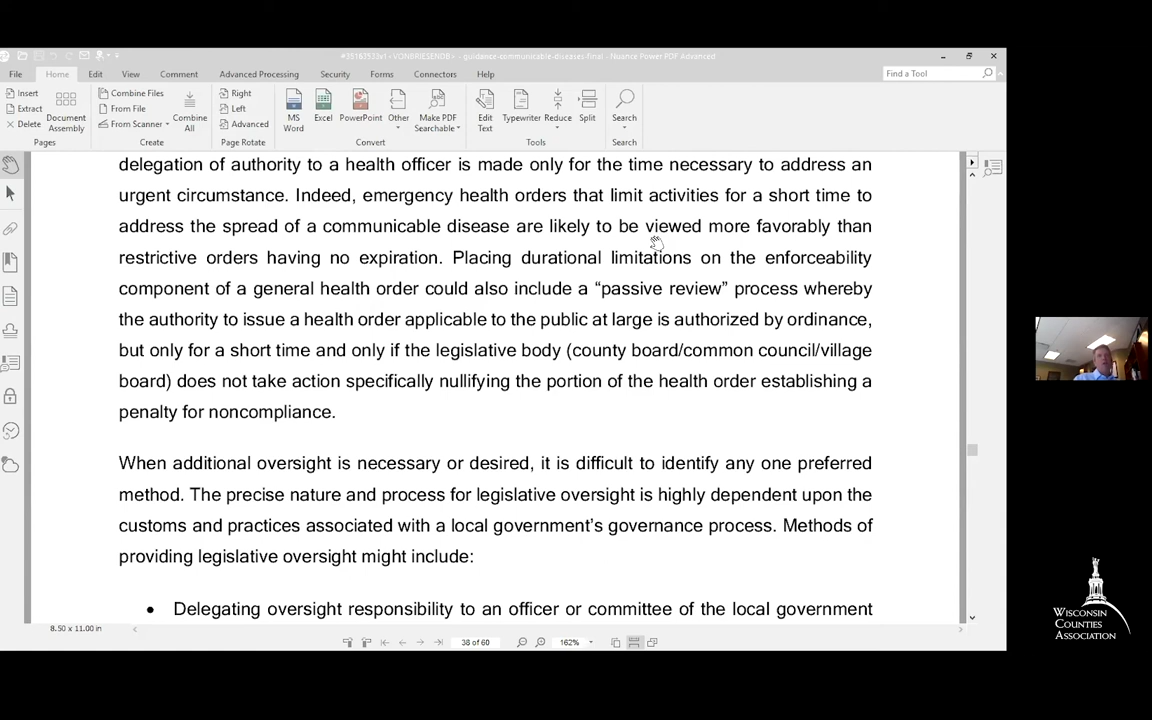 #35163533v1 - VONBRIESENDB - guidance-communicable-diseases-final - Nuance Power PDF Advanced
File Home Edit View Comment Advanced Processing Security Forms Connectors Help Find a Tool
Insert
Extract
Delete
Document
Assembly
Pages
Combine Files
From File
From Scanner
Combine
All
Create
Right
Left
Advanced
Page Rotate
MS
Word
Excel
PowerPoint
Other
Make PDF
Searchable
Convert
Edit
Text
Typewriter
Reduce
Split
Tools
Search
Search
delegation of authority to a health officer is made only for the time necessary to address an
urgent circumstance. Indeed, emergency health orders that limit activities for a short time to
address the spread of a communicable disease are likely to be viewed more favorably than
restrictive orders having no expiration. Placing durational limitations on the enforceability
component of a general health order could also include a “passive review” process whereby
the authority to issue a health order applicable to the public at large is authorized by ordinance,
but only for a short time and only if the legislative body (county board/common council/village
board) does not take action specifically nullifying the portion of the health order establishing a
penalty for noncompliance.
When additional oversight is necessary or desired, it is difficult to identify any one preferred
method. The precise nature and process for legislative oversight is highly dependent upon the
customs and practices associated with a local government’s governance process. Methods of
providing legislative oversight might include:
• Delegating oversight responsibility to an officer or committee of the local government
8.50 x 11.00 in
38 of 60
162%
WISCONSIN
COUNTIES
ASSOCIATION